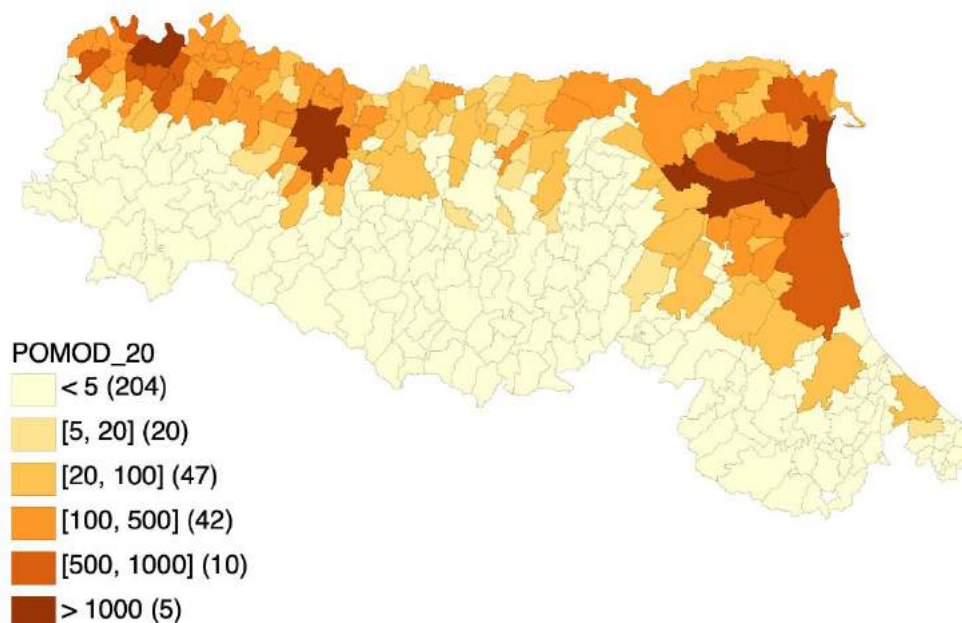 POMOD_20
< 5 (204)
[5, 20] (20)
[20, 100] (47)
[100, 500] (42)
[500, 1000] (10)
> 1000 (5)